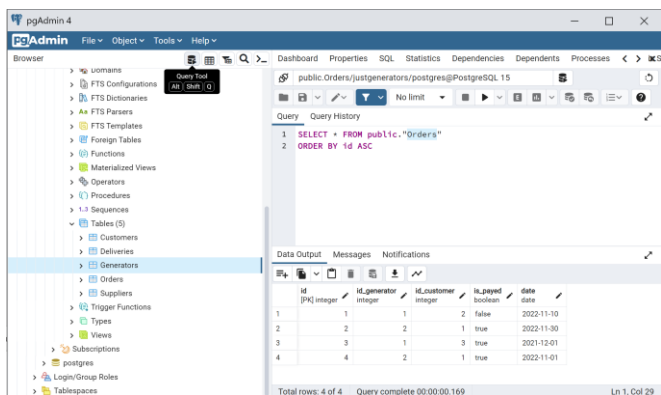 pgAdmin 4
pgAdmin File Object Tools Help
Browser
Query Tool
Alt Shift Q
Domains
FTS Configurations
FTS Dictionaries
FTS Parsers
FTS Templates
Foreign Tables
Functions
Materialized Views
Operators
Procedures
1..3 Sequences
Tables (5)
Customers
Deliveries
Generators
Orders
Suppliers
Trigger Functions
Types
Views
Subscriptions
postgres
Login/Group Roles
Tablespaces
Dashboard Properties SQL Statistics Dependencies Dependents Processes
public.Orders/justgenerators/postgres@PostgreSQL 15
No limit
Query Query History
1 SELECT * FROM public."Orders"
2 ORDER BY id ASC
Data Output Messages Notifications
id id_generator id_customer is_payed date
[PK] integer integer integer boolean date
1 1 1 2 false 2022-11-10
2 2 2 1 true 2022-11-30
3 3 1 3 true 2021-12-01
4 4 2 1 true 2022-11-01
Total rows: 4 of 4 Query complete 00:00:00.169 Ln 1, Col 29